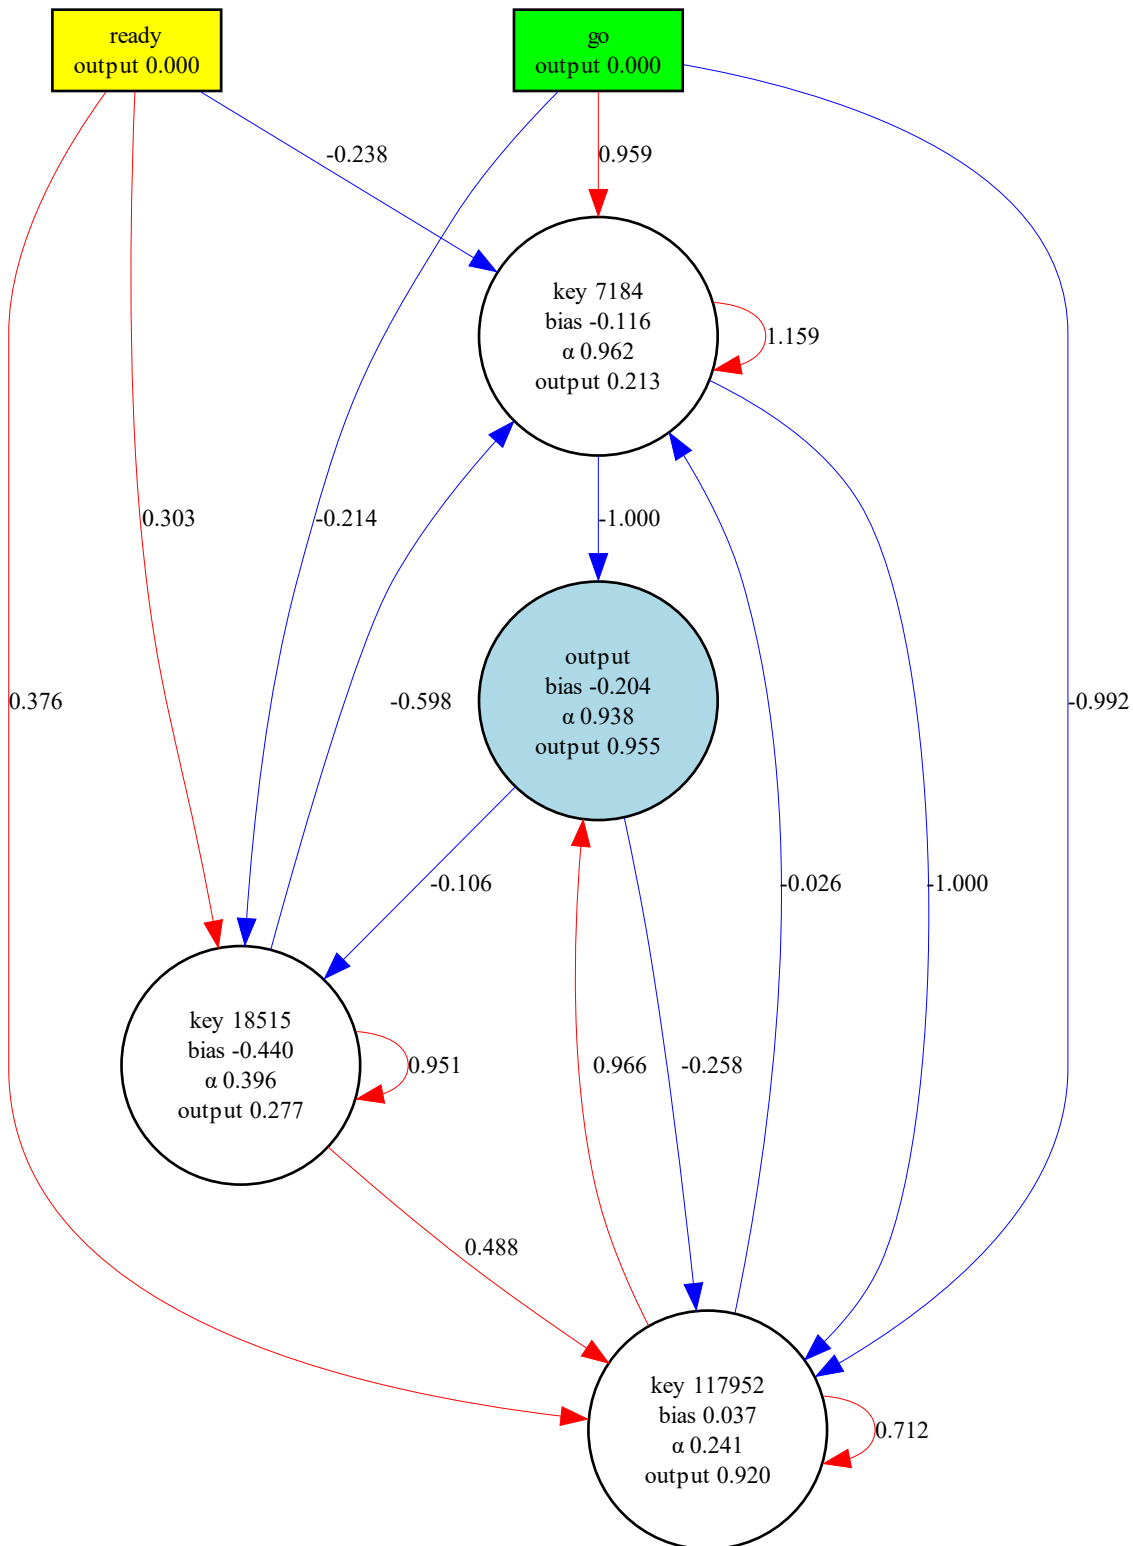 ready
output 0.000
go
output 0.000
-0.238
0.959
key 7184
bias -0.116
α 0.962
output 0.213
1.159
0.303
-0.214
-1.000
output
bias -0.204
α 0.938
output 0.955
0.376
-0.598
-0.992
-0.106
-0.026
-1.000
key 18515
bias -0.440
α 0.396
output 0.277
0.951
0.966
-0.258
0.488
key 117952
bias 0.037
α 0.241
output 0.920
0.712